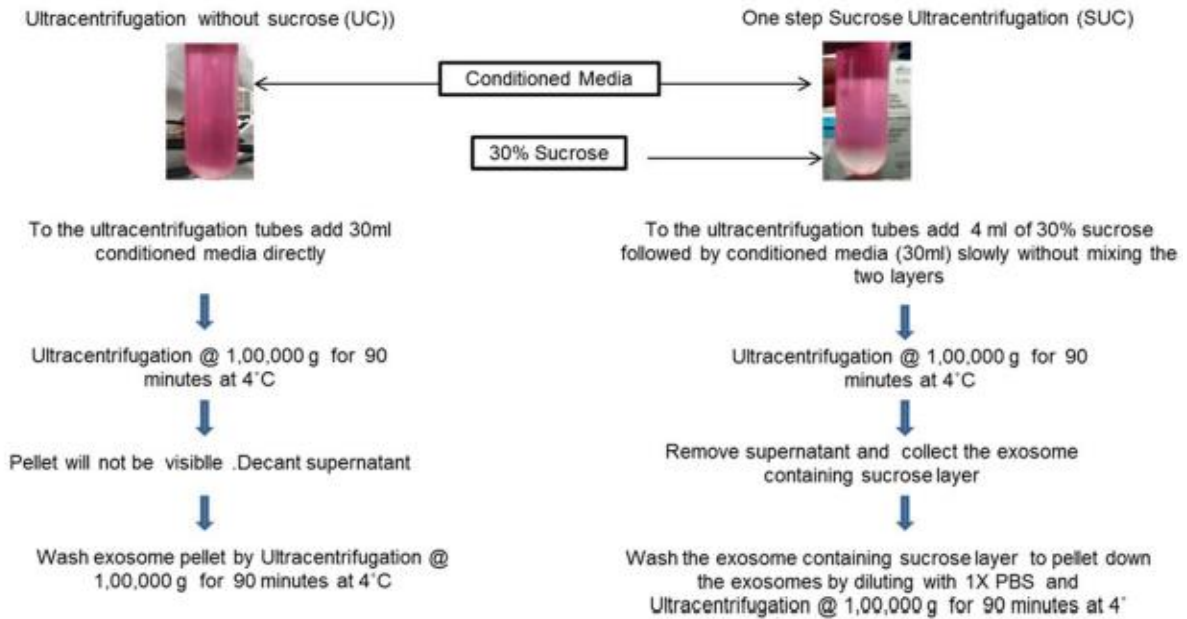 Ultracentrifugation without sucrose (UC))
One step Sucrose Ultracentrifugation (SUC)
Conditioned Media
30% Sucrose
To the ultracentrifugation tubes add 30ml
conditioned media directly
Ultracentrifugation @ 1,00,000 g for 90
minutes at 4˚C
Pellet will not be visiblle .Decant supernatant
Wash exosome pellet by Ultracentrifugation @
1,00,000 g for 90 minutes at 4˚C
To the ultracentrifugation tubes add 4 ml of 30% sucrose
followed by conditioned media (30ml) slowly without mixing the
two layers
Ultracentrifugation @ 1,00,000 g for 90
minutes at 4˚C
Remove supernatant and collect the exosome
containing sucrose layer
Wash the exosome containing sucrose layer to pellet down
the exosomes by diluting with 1X PBS and
Ultracentrifugation @ 1,00,000 g for 90 minutes at 4˚